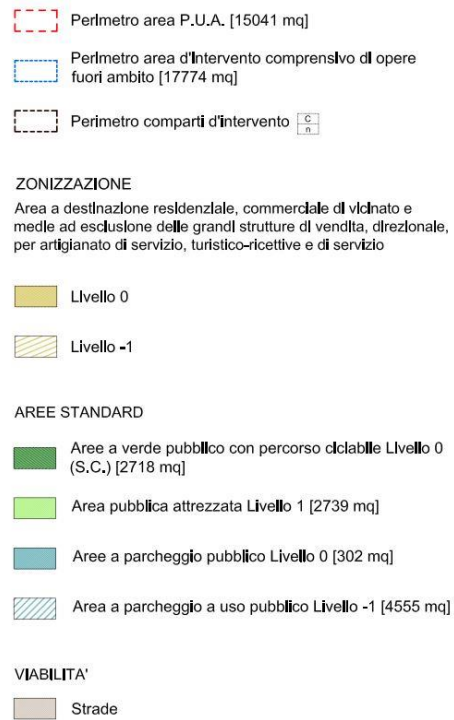 Perimetro area P.U.A. [15041 mq]
Perimetro area d'intervento comprensivo di opere
fuori ambito [17774 mq]
Perimetro comparti d'intervento
C
n
ZONIZZAZIONE
Area a destinazione residenziale, commerciale di vicinato e
medie ad esclusione delle grandi strutture di vendita, direzionale,
per artigianato di servizio, turistico-ricettive e di servizio
Livello 0
Livello -1
AREE STANDARD
Aree a verde pubblico con percorso ciclabile Livello 0
(S.C.) [2718 mq]
Area pubblica attrezzata Livello 1 [2739 mq]
Aree a parcheggio pubblico Livello 0 [302 mq]
Area a parcheggio a uso pubblico Livello -1 [4555 mq]
VIABILITA'
Strade